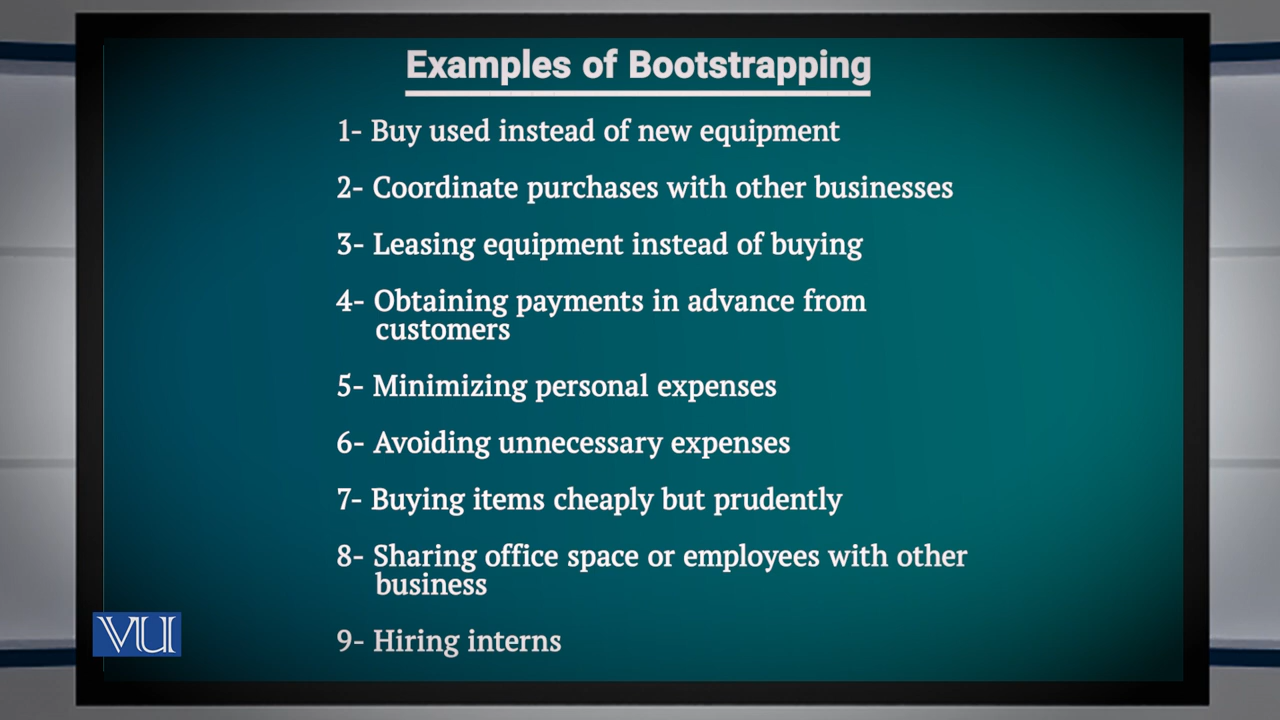 Examples of Bootstrapping
1- Buy used instead of new equipment
2- Coordinate purchases with other businesses
3- Leasing equipment instead of buying
4- Obtaining payments in advance from
customers
5- Minimizing personal expenses
6- Avoiding unnecessary expenses
7- Buying items cheaply but prudently
8- Sharing office space or employees with other
business
9- Hiring interns
VU